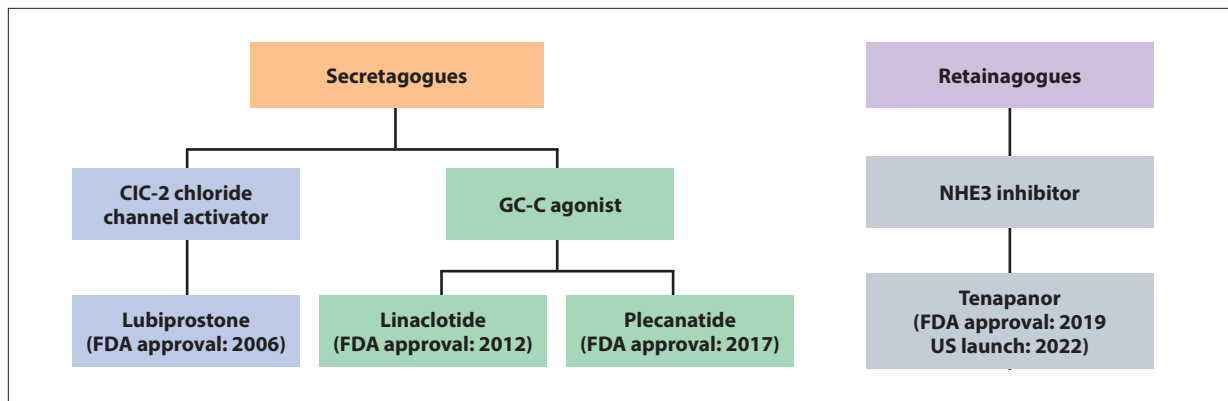 Secretagogues
Retainagogues
CIC-2 chloride
channel activator
GC-C agonist
NHE3 inhibitor
Lubiprostone
(FDA approval: 2006)
Linaclotide
(FDA approval: 2012)
Plecanatide
(FDA approval: 2017)
Tenapanor
(FDA approval: 2019
US launch: 2022)